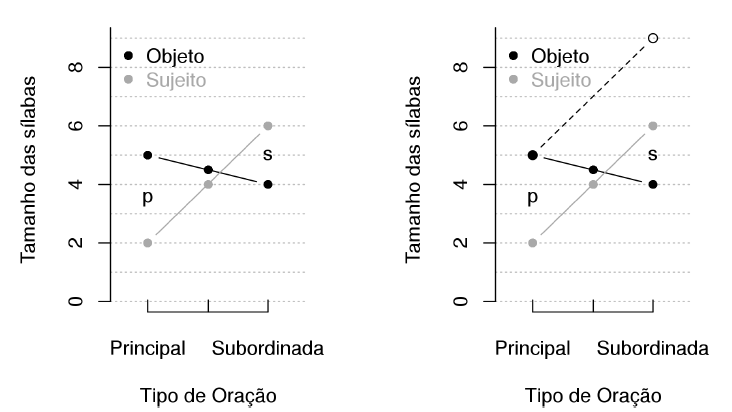 Tamanho das sílabas
0
2
4
6
8
Objeto
Sujeito
p
s
Principal
Subordinada
Tipo de Oração
Tamanho das sílabas
0
2
4
6
8
Objeto
Sujeito
p
s
Principal
Subordinada
Tipo de Oração